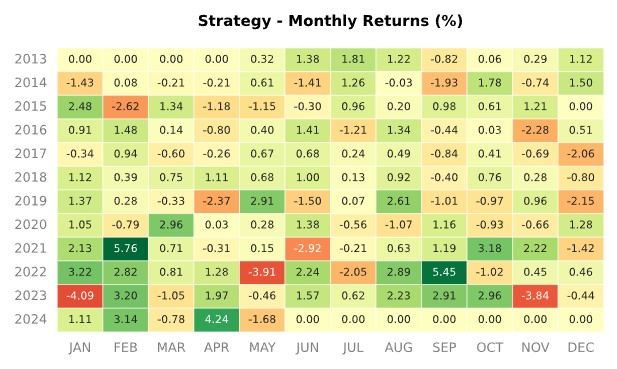 Strategy - Monthly Returns (%)
2013 0.00 0.00 0.00 0.00 0.32 1.38 1.81 1.22 -0.82 0.06 0.29 1.12
2014 -1.43 0.08 -0.21 -0.21 0.61 -1.41 1.26 -0.03 -1.93 1.78 -0.74 1.50
2015 2.48 -2.62 1.34 -1.18 -1.15 -0.30 0.96 0.20 0.98 0.61 1.21 0.00
2016 0.91 1.48 0.14 -0.80 0.40 1.41 -1.21 1.34 -0.44 0.03 -2.28 0.51
2017 -0.34 0.94 -0.60 -0.26 0.67 0.68 0.24 0.49 -0.84 0.41 -0.69 -2.06
2018 1.12 0.39 0.75 1.11 0.68 1.00 0.13 0.92 -0.40 0.76 0.28 -0.80
2019 1.37 0.28 -0.33 -2.37 2.91 -1.50 0.07 2.61 -1.01 -0.97 0.96 -2.15
2020 1.05 -0.79 2.96 0.03 0.28 1.38 -0.56 -1.07 1.16 -0.93 -0.66 1.28
2021 2.13 5.76 0.71 -0.31 0.15 -2.92 -0.21 0.63 1.19 3.18 2.22 -1.42
2022 3.22 2.82 0.81 1.28 -3.91 2.24 -2.05 2.89 5.45 -1.02 0.45 0.46
2023 -4.09 3.20 -1.05 1.97 -0.46 1.57 0.62 2.23 2.91 2.96 -3.84 -0.44
2024 1.11 3.14 -0.78 4.24 -1.68 0.00 0.00 0.00 0.00 0.00 0.00 0.00
JAN FEB MAR APR MAY JUN JUL AUG SEP OCT NOV DEC